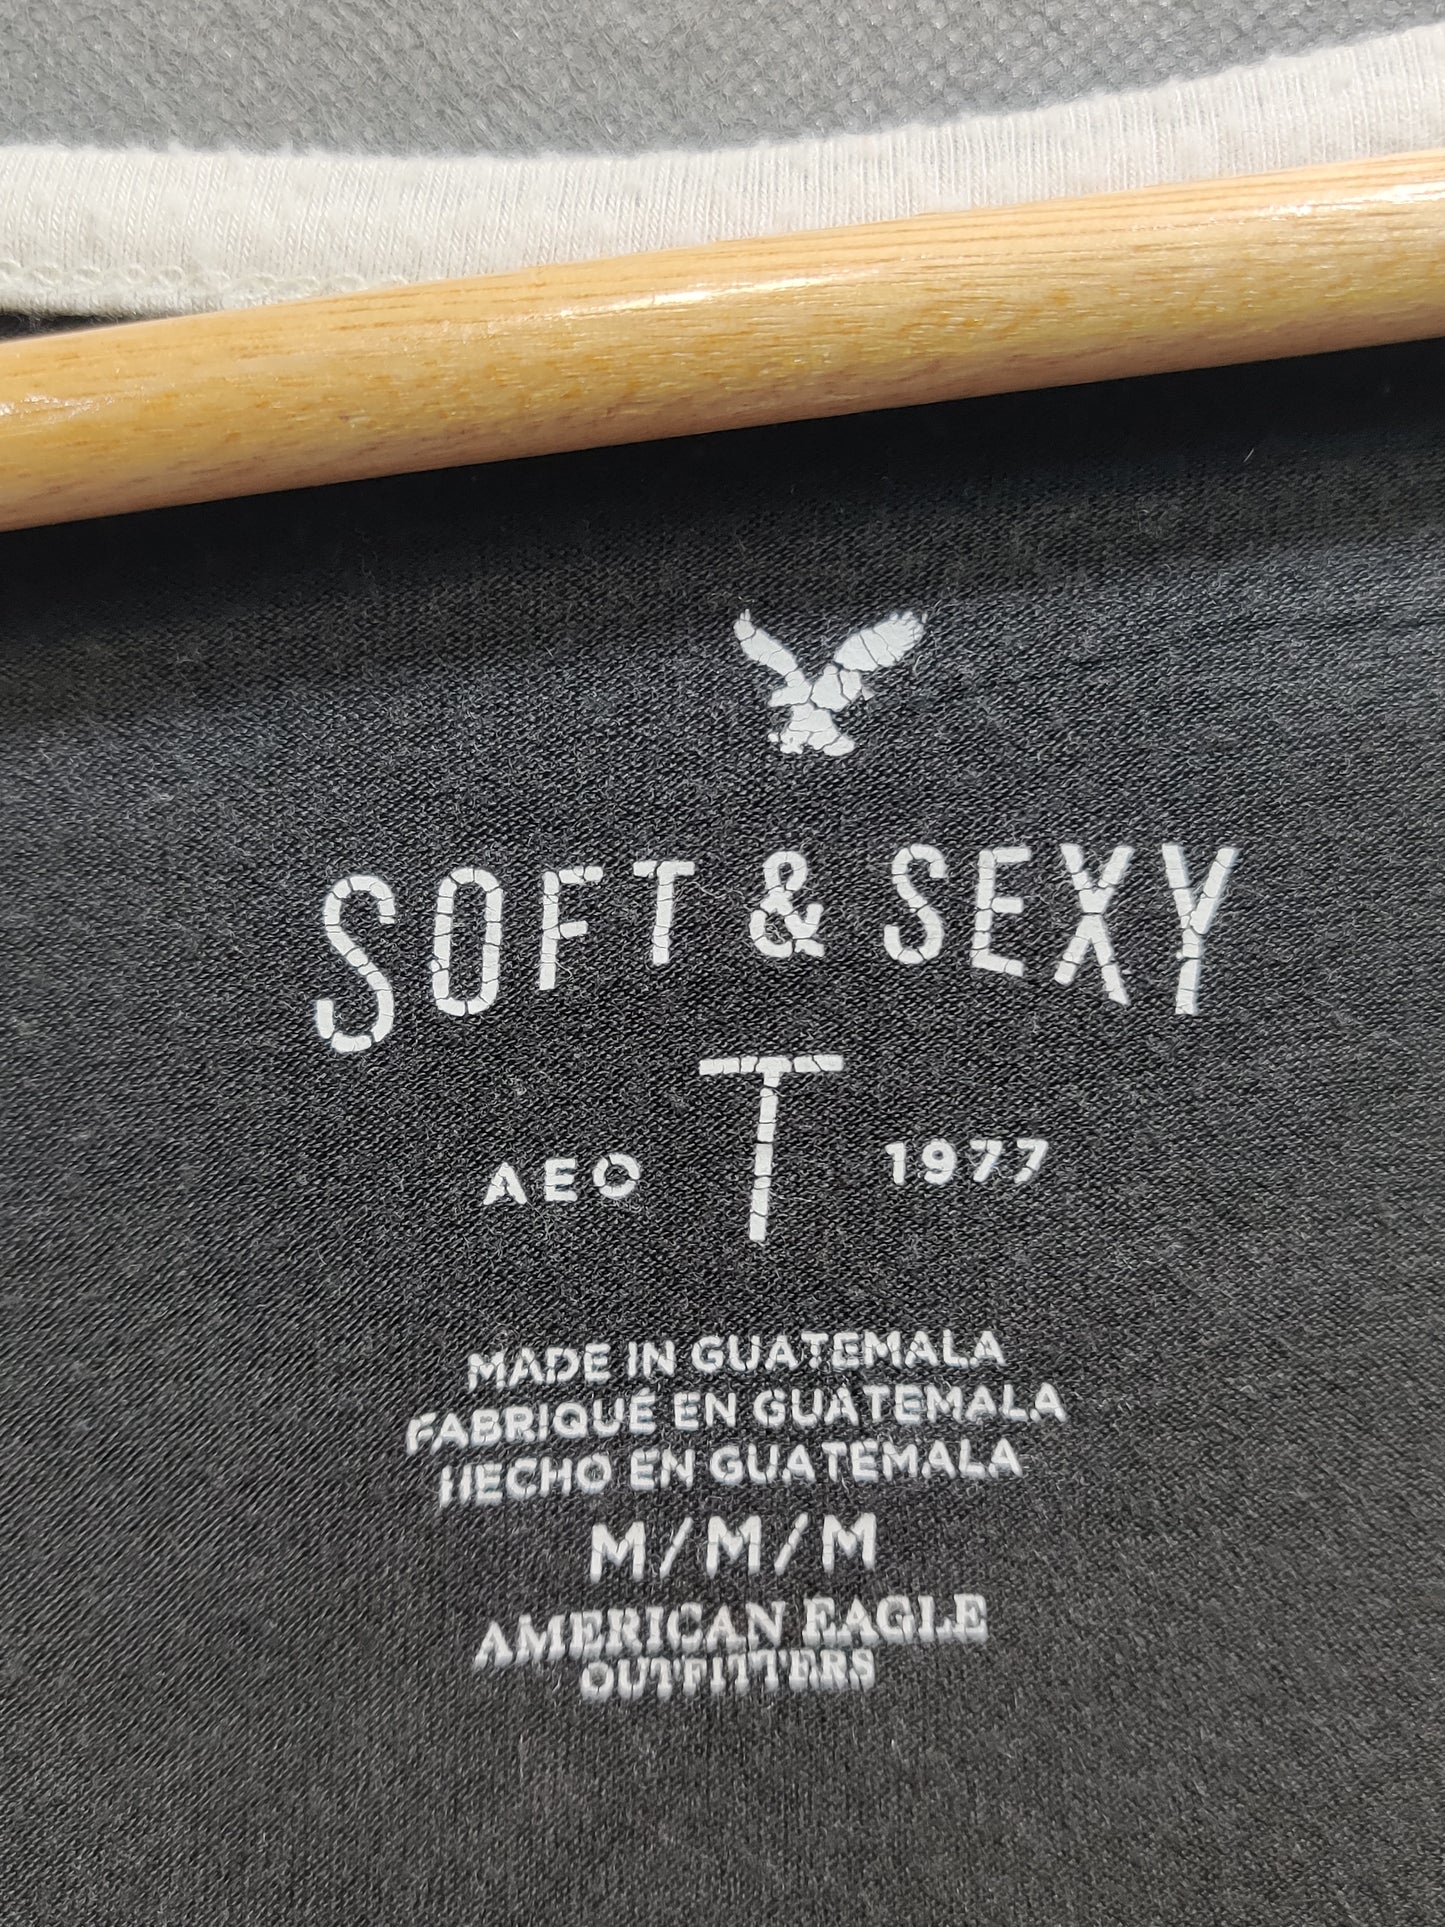 SOFT & SEXY
AEO T 1977
MADE IN GUATEMALA
FABRIQUÉ EN GUATEMALA
HECHO EN GUATEMALA
M/M/M
AMERICAN EAGLE
OUTFITTERS